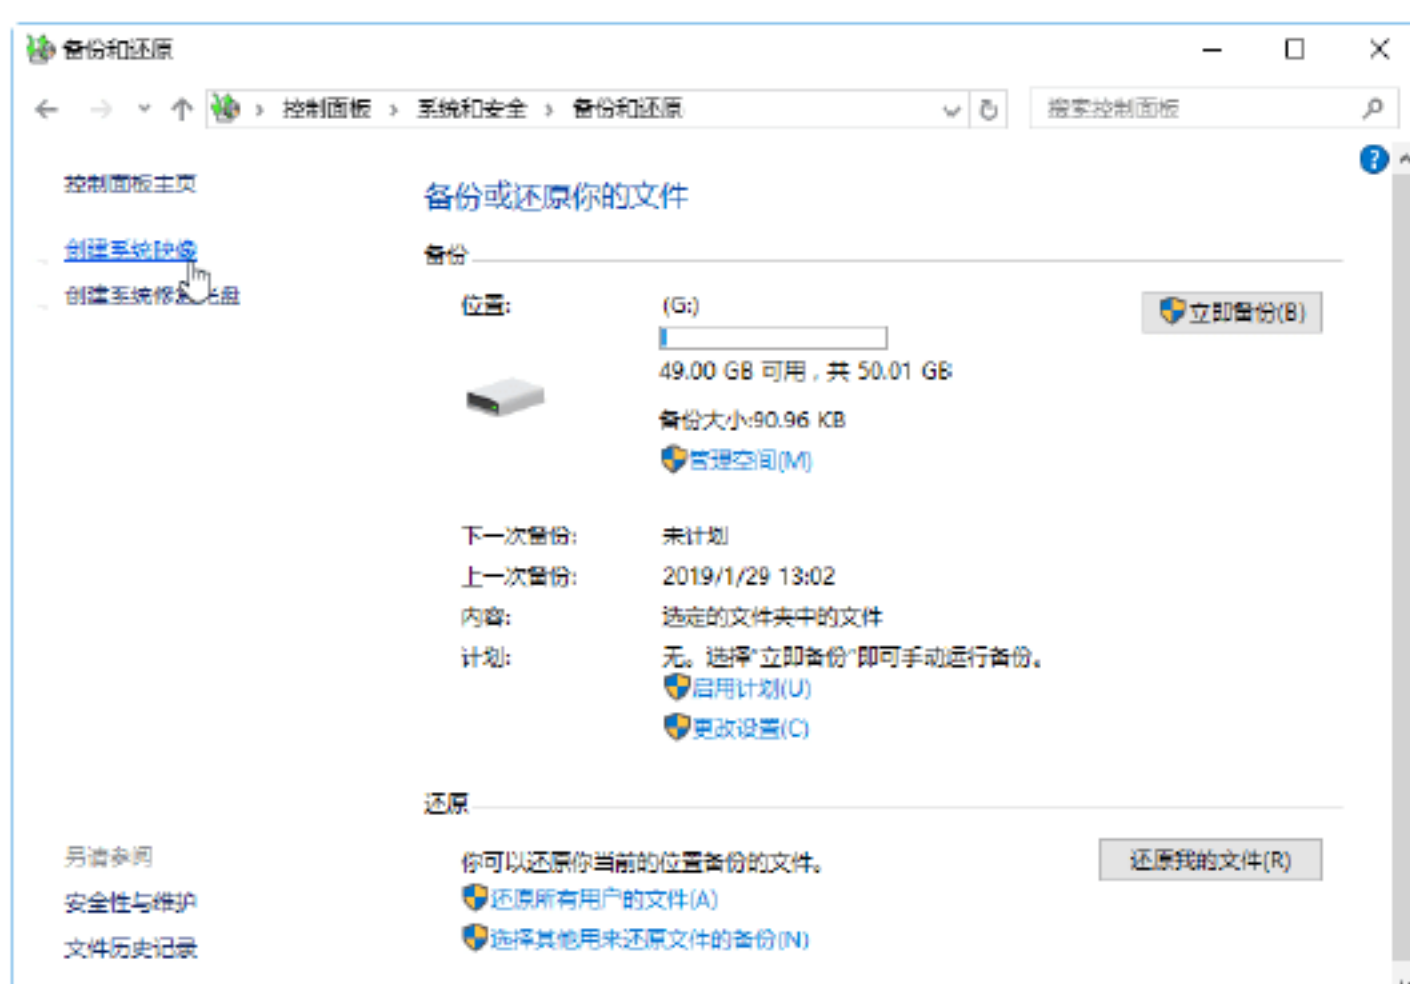 备份和还原
控制面板 › 系统和安全 › 备份和还原
搜索控制面板
控制面板主页
创建系统映像
创建系统修复光盘
备份或还原你的文件
备份
位置:
(G:)
立即备份(B)
49.00 GB 可用，共 50.01 GB
备份大小:90.96 KB
管理空间(M)
下一次备份: 未计划
上一次备份: 2019/1/29 13:02
内容: 选定的文件夹中的文件
计划: 无。选择"立即备份"即可手动运行备份。
启用计划(U)
更改设置(C)
还原
你可以还原你当前的位置备份的文件。
还原我的文件(R)
还原所有用户的文件(A)
选择其他用来还原文件的备份(N)
另请参阅
安全性与维护
文件历史记录